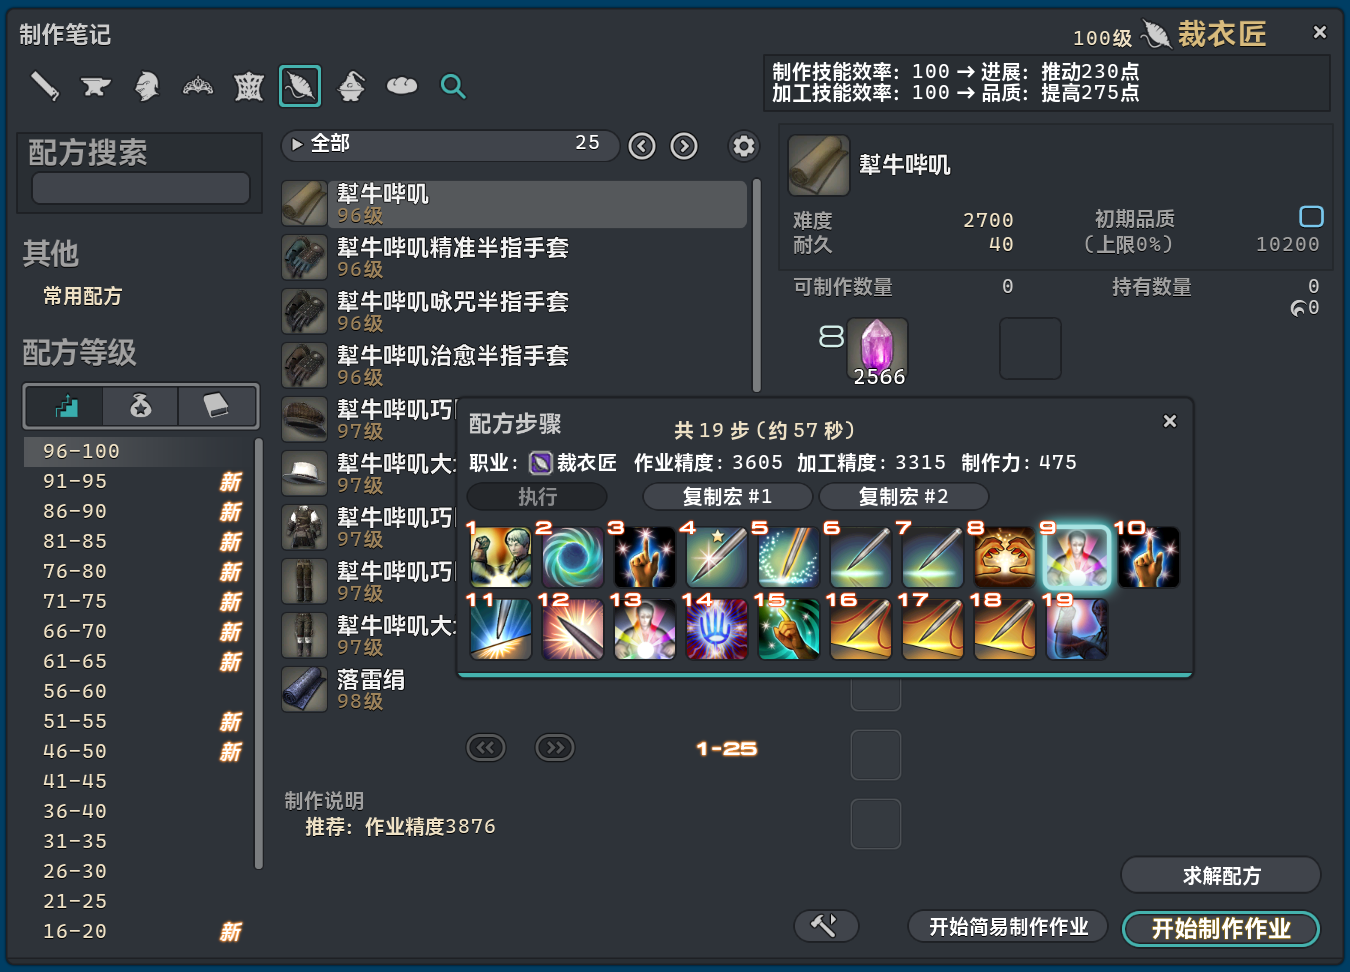 制作笔记
100级 裁衣匠
制作技能效率: 100 → 进展: 推动230点
加工技能效率: 100 → 品质: 提高275点
配方搜索
全部 25
其他
常用配方
配方等级
96-100
91-95 新
86-90 新
81-85 新
76-80 新
71-75 新
66-70 新
61-65 新
56-60
51-55 新
46-50 新
41-45
36-40
31-35
26-30
21-25
16-20 新
犎牛哔叽
96级
犎牛哔叽精准半指手套
96级
犎牛哔叽咏咒半指手套
96级
犎牛哔叽治愈半指手套
96级
犎牛哔叽巧
97级
犎牛哔叽大
97级
犎牛哔叽巧
97级
犎牛哔叽巧
97级
犎牛哔叽大
97级
落雷绢
98级
1-25
制作说明
推荐: 作业精度3876
犎牛哔叽
难度 2700 初期品质
耐久 40 (上限0%) 10200
可制作数量 0 持有数量 0
0
8
2566
配方步骤
共 19 步 (约 57 秒)
职业: 裁衣匠 作业精度: 3605 加工精度: 3315 制作力: 475
执行 复制宏 #1 复制宏 #2
1 2 3 4 5 6 7 8 9 10
11 12 13 14 15 16 17 18 19
求解配方
开始简易制作作业 开始制作作业